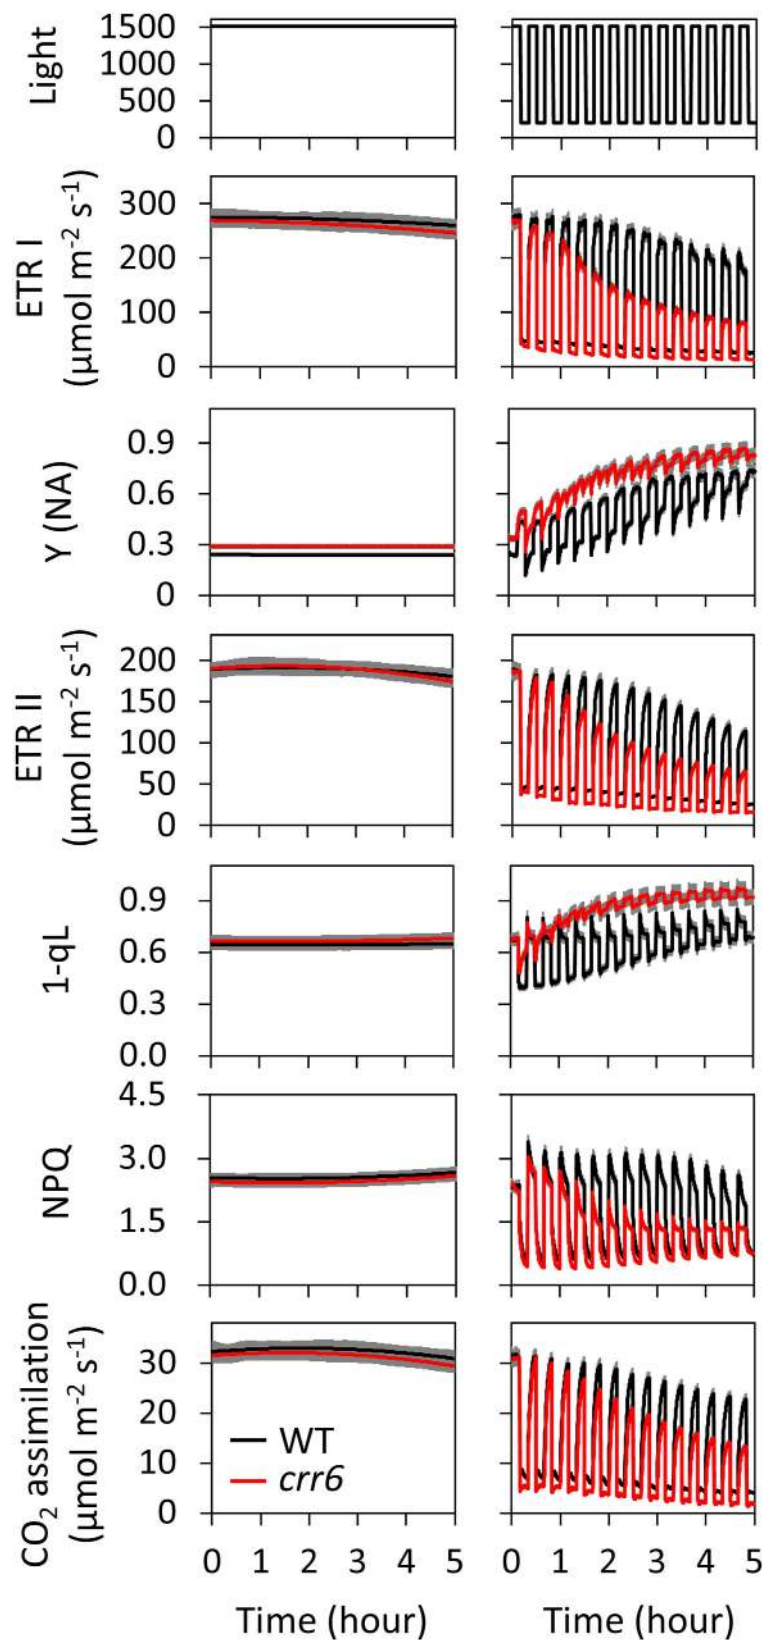 Light
1500
1000
500
0
ETR I
(µmol m⁻² s⁻¹)
300
200
100
0
Y (NA)
0.9
0.6
0.3
0
ETR II
(µmol m⁻² s⁻¹)
200
150
100
50
0
1-qL
0.9
0.6
0.3
0.0
NPQ
4.5
3.0
1.5
0.0
CO₂ assimilation
(µmol m⁻² s⁻¹)
30
20
10
0
WT
crr6
0 1 2 3 4 5
0 1 2 3 4 5
Time (hour)
Time (hour)